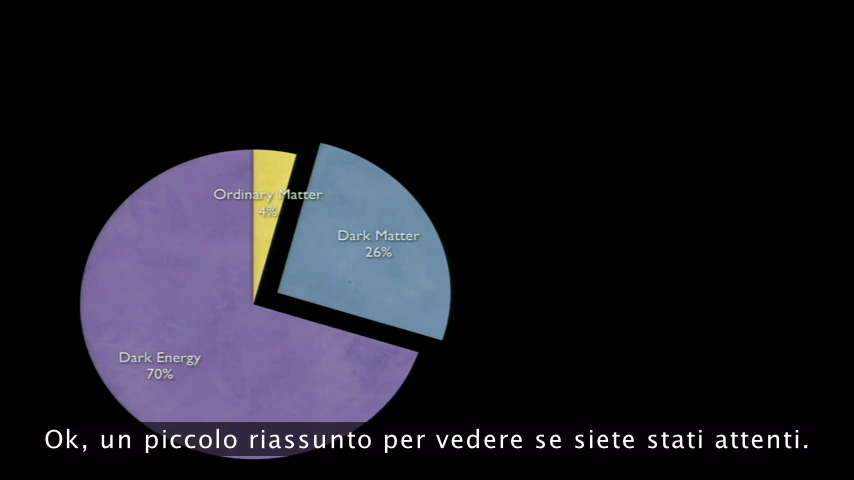 Ordinary Matter
4%
Dark Matter
26%
Dark Energy
70%
Ok, un piccolo riassunto per vedere se siete stati attenti.